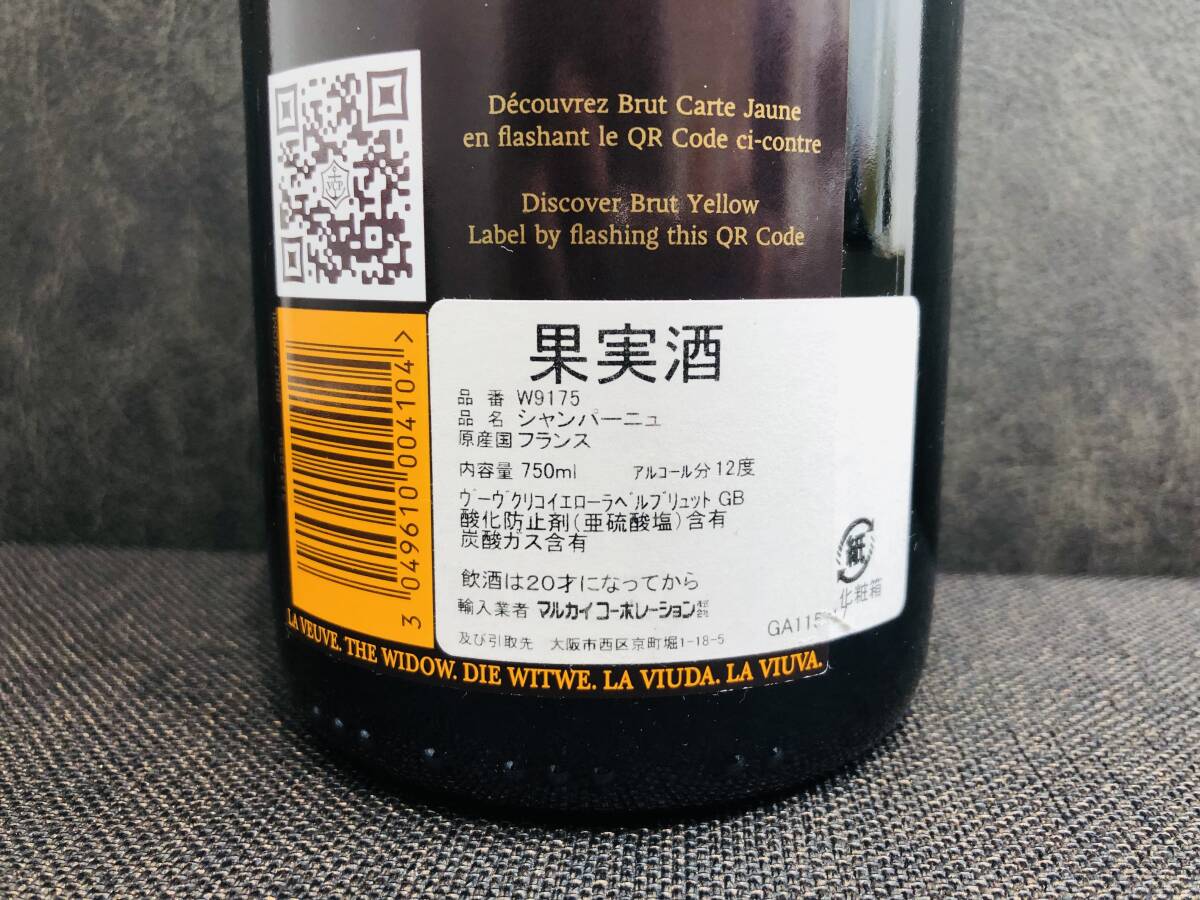 Découvrez Brut Carte Jaune
en flashant le QR Code ci-contre
Discover Brut Yellow
Label by flashing this QR Code
VCP
果実酒
品番 W9175
品名 シャンパーニュ
原産国 フランス
内容量 750ml アルコール分 12度
ヴーヴクリコイエローラベルブリュット GB
酸化防止剤(亜硫酸塩)含有
炭酸ガス含有
飲酒は20才になってから
輸入業者 マルカイコーポレーション株式会社
及び引取先 大阪市西区京町堀1-18-5
紙
化粧箱
3 049610 004104 >
LA VEUVE. THE WIDOW. DIE WITWE. LA VIUDA. LA VIUVA.